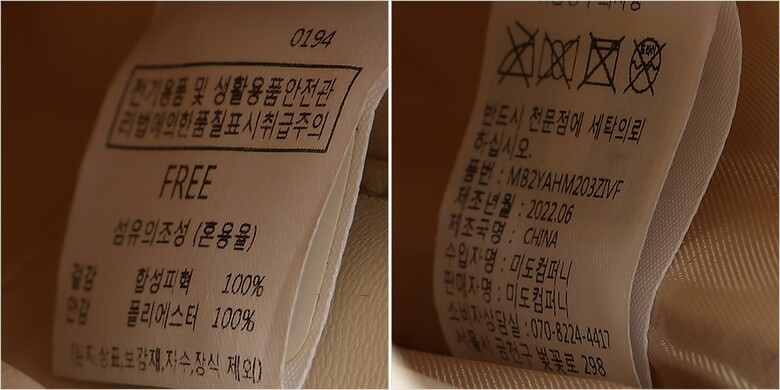 0194
전기용품 및 생활용품안전관
리법에의한품질표시취급주의
FREE
섬유의조성 (혼용율)
겉감 합성피혁 100%
안감 폴리에스터 100%
상표,보강재,자수,장식 제외)
반드시 전문점에 세탁의뢰
하십시오.
품번 : MB2YAHM203ZIVF
제조년월 : 2022.06
제조국명 : CHINA
수입자명 : 미도컴퍼니
판매자명 : 미도컴퍼니
소비자상담실 : 070-8224-4417
서울시 금천구 벚꽃로 298